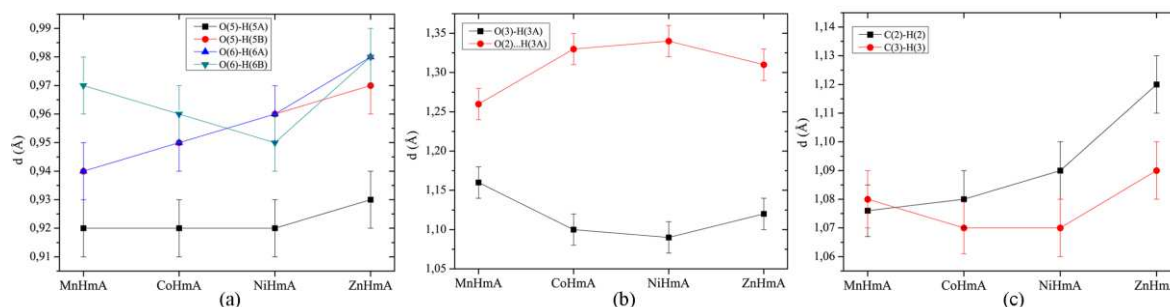 0,99
0,98
0,97
0,96
0,95
0,94
0,93
0,92
0,91
d (Å)
O(5)-H(5A)
O(5)-H(5B)
O(6)-H(6A)
O(6)-H(6B)
MnHmA CoHmA NiHmA ZnHmA
(a)
1,35
1,30
1,25
1,20
1,15
1,10
1,05
d (Å)
O(3)-H(3A)
O(2)...H(3A)
MnHmA CoHmA NiHmA ZnHmA
(b)
1,14
1,13
1,12
1,11
1,10
1,09
1,08
1,07
1,06
d (Å)
C(2)-H(2)
C(3)-H(3)
MnHmA CoHmA NiHmA ZnHmA
(c)